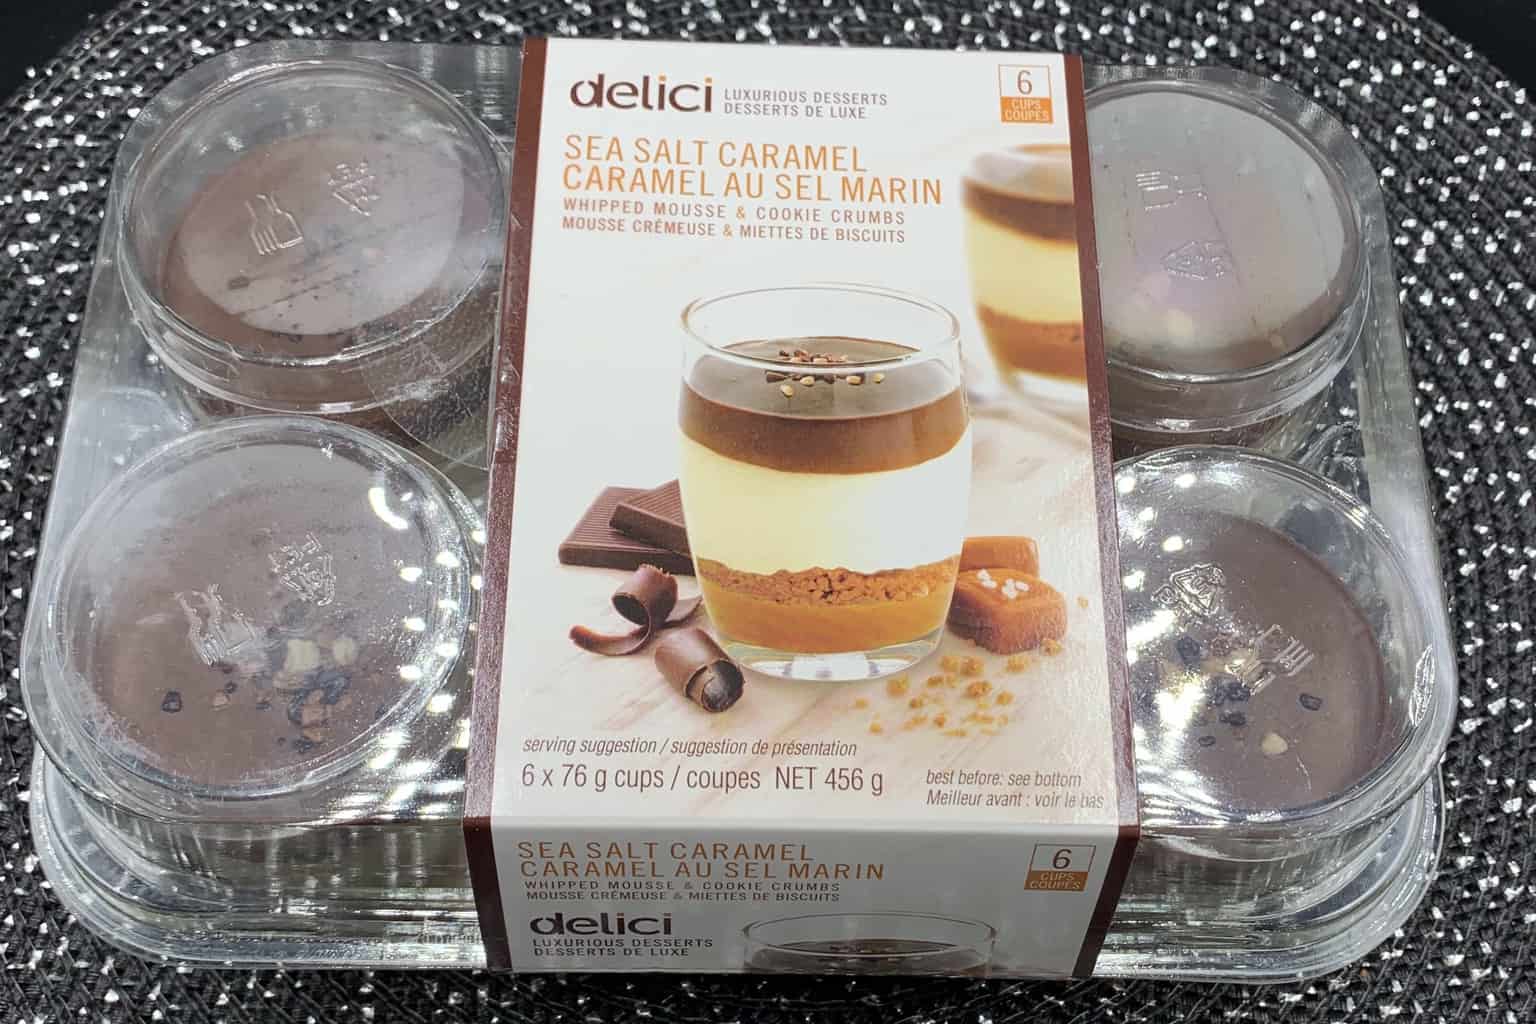 delici
LUXURIOUS DESSERTS
DESSERTS DE LUXE
6
CUPS
COUPES
SEA SALT CARAMEL
CARAMEL AU SEL MARIN
WHIPPED MOUSSE & COOKIE CRUMBS
MOUSSE CRÉMEUSE & MIETTES DE BISCUITS
serving suggestion / suggestion de présentation
6 x 76 g cups / coupes NET 456 g
best before: see bottom
Meilleur avant : voir le bas
SEA SALT CARAMEL
CARAMEL AU SEL MARIN
WHIPPED MOUSSE & COOKIE CRUMBS
MOUSSE CRÉMEUSE & MIETTES DE BISCUITS
6
CUPS
COUPES
delici
LUXURIOUS DESSERTS
DESSERTS DE LUXE